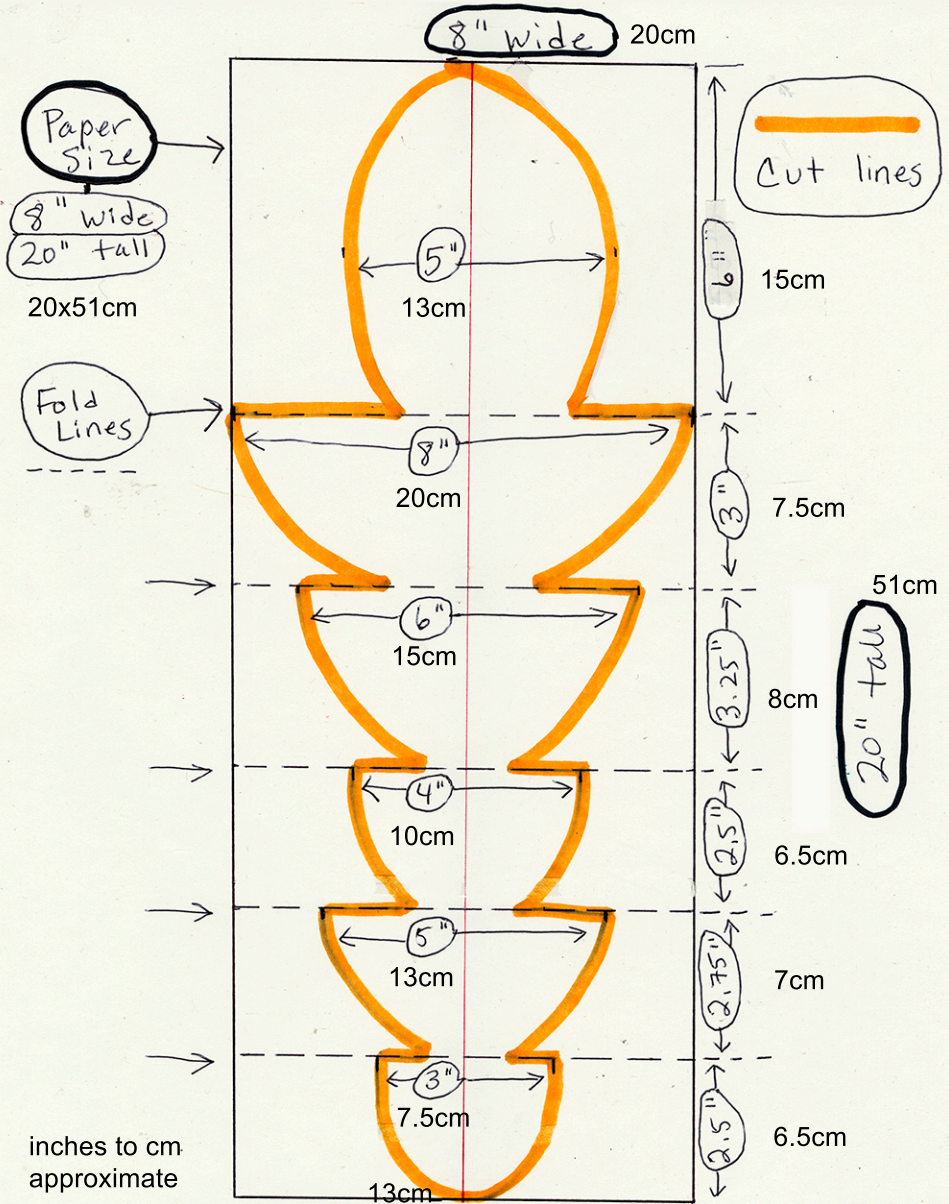 8" wide 20cm
Paper
size
8" wide
20" tall
20x51cm
Cut lines
5"
13cm
6"
15cm
Fold
Lines
8"
20cm
3"
7.5cm
6"
15cm
3.25"
8cm
51cm
20" tall
4"
10cm
2.5"
6.5cm
5"
13cm
2.75"
7cm
3"
7.5cm
2.5"
6.5cm
inches to cm
approximate
13cm